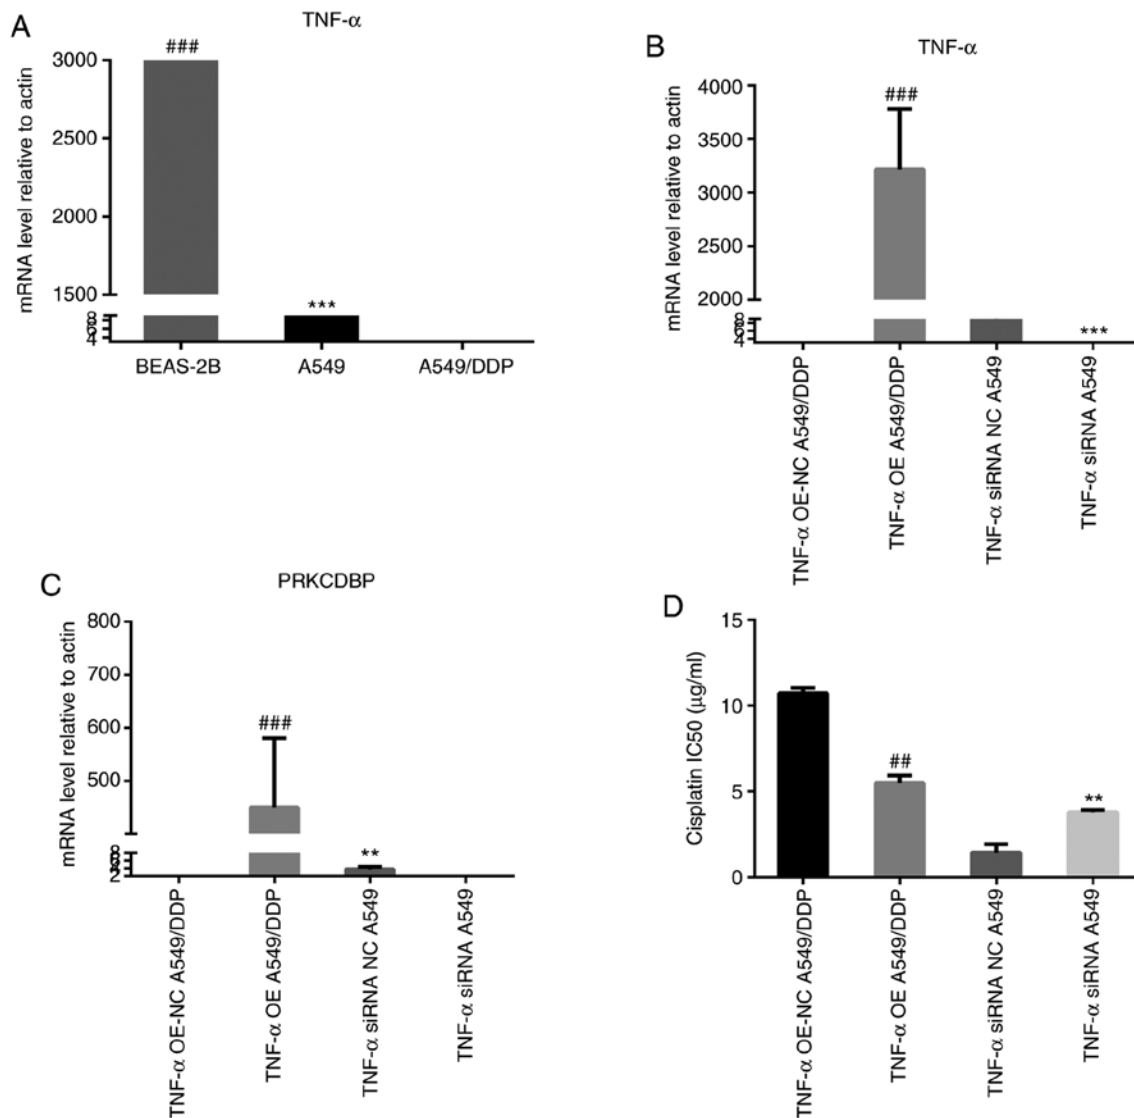 A
TNF-α
mRNA level relative to actin
3000
2500
2000
1500
8
6
4
###
***
BEAS-2B
A549
A549/DDP
B
TNF-α
mRNA level relative to actin
4000
3500
3000
2500
2000
8
6
4
###
***
TNF-α OE-NC A549/DDP
TNF-α OE A549/DDP
TNF-α siRNA NC A549
TNF-α siRNA A549
C
PRKCDBP
mRNA level relative to actin
800
700
600
500
8
6
4
2
###
**
TNF-α OE-NC A549/DDP
TNF-α OE A549/DDP
TNF-α siRNA NC A549
TNF-α siRNA A549
D
Cisplatin IC50 (μg/ml)
15
10
5
0
##
**
TNF-α OE-NC A549/DDP
TNF-α OE A549/DDP
TNF-α siRNA NC A549
TNF-α siRNA A549